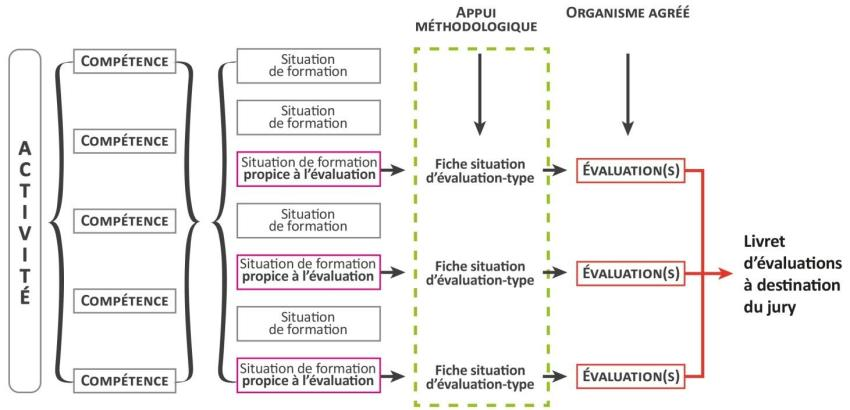 APPUI
MÉTHODOLOGIQUE
ORGANISME AGRÉÉ
ACTIVITÉ
COMPÉTENCE
COMPÉTENCE
COMPÉTENCE
COMPÉTENCE
COMPÉTENCE
Situation
de formation
Situation
de formation
Situation de formation
propice à l'évaluation
Situation
de formation
Situation de formation
propice à l'évaluation
Situation
de formation
Situation de formation
propice à l'évaluation
Fiche situation
d'évaluation-type
Fiche situation
d'évaluation-type
Fiche situation
d'évaluation-type
ÉVALUATION(S)
ÉVALUATION(S)
ÉVALUATION(S)
Livret
d'évaluations
à destination
du jury